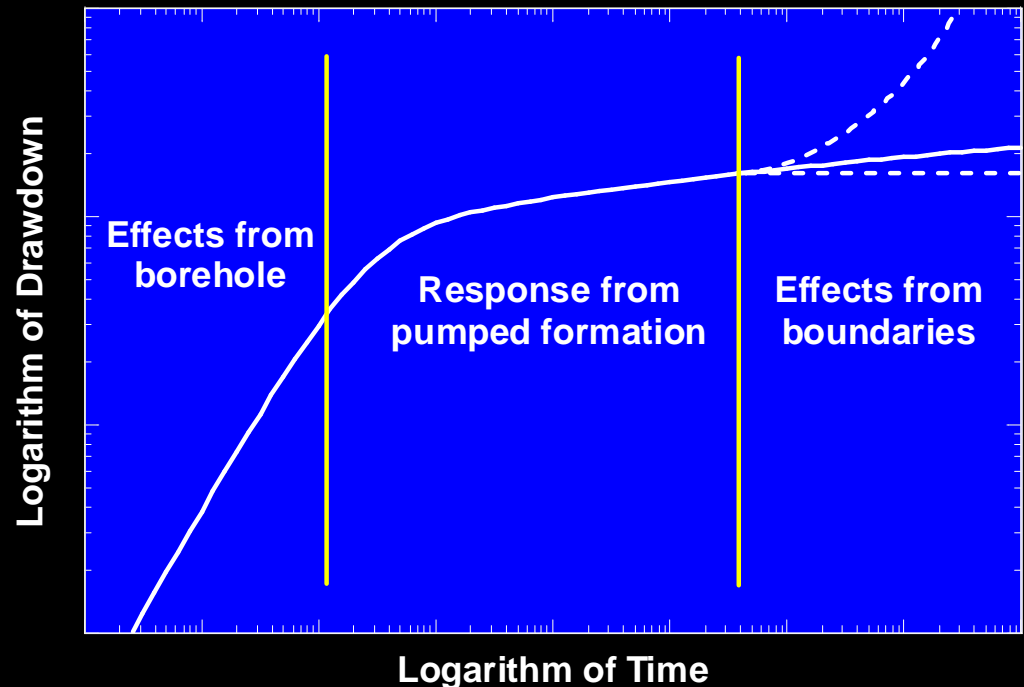 Logarithm of Drawdown
Effects from
borehole
Response from
pumped formation
Effects from
boundaries
Logarithm of Time